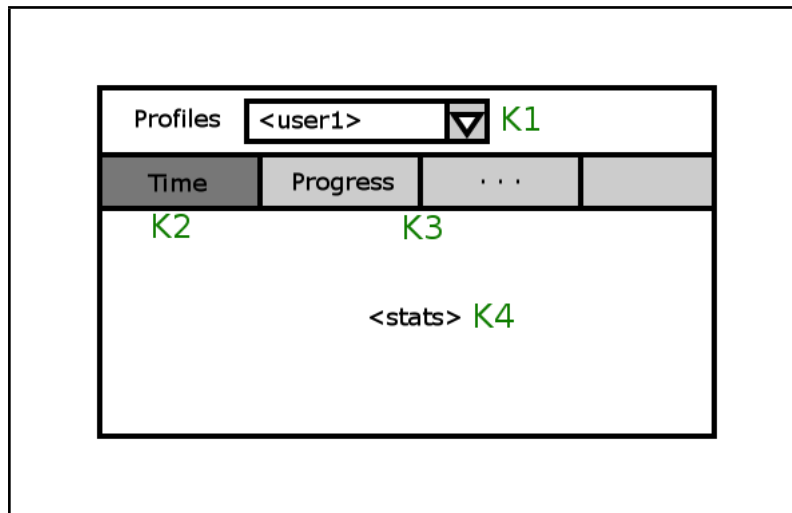 Profiles <user1> K1
Time Progress . . .
K2 K3
<stats> K4